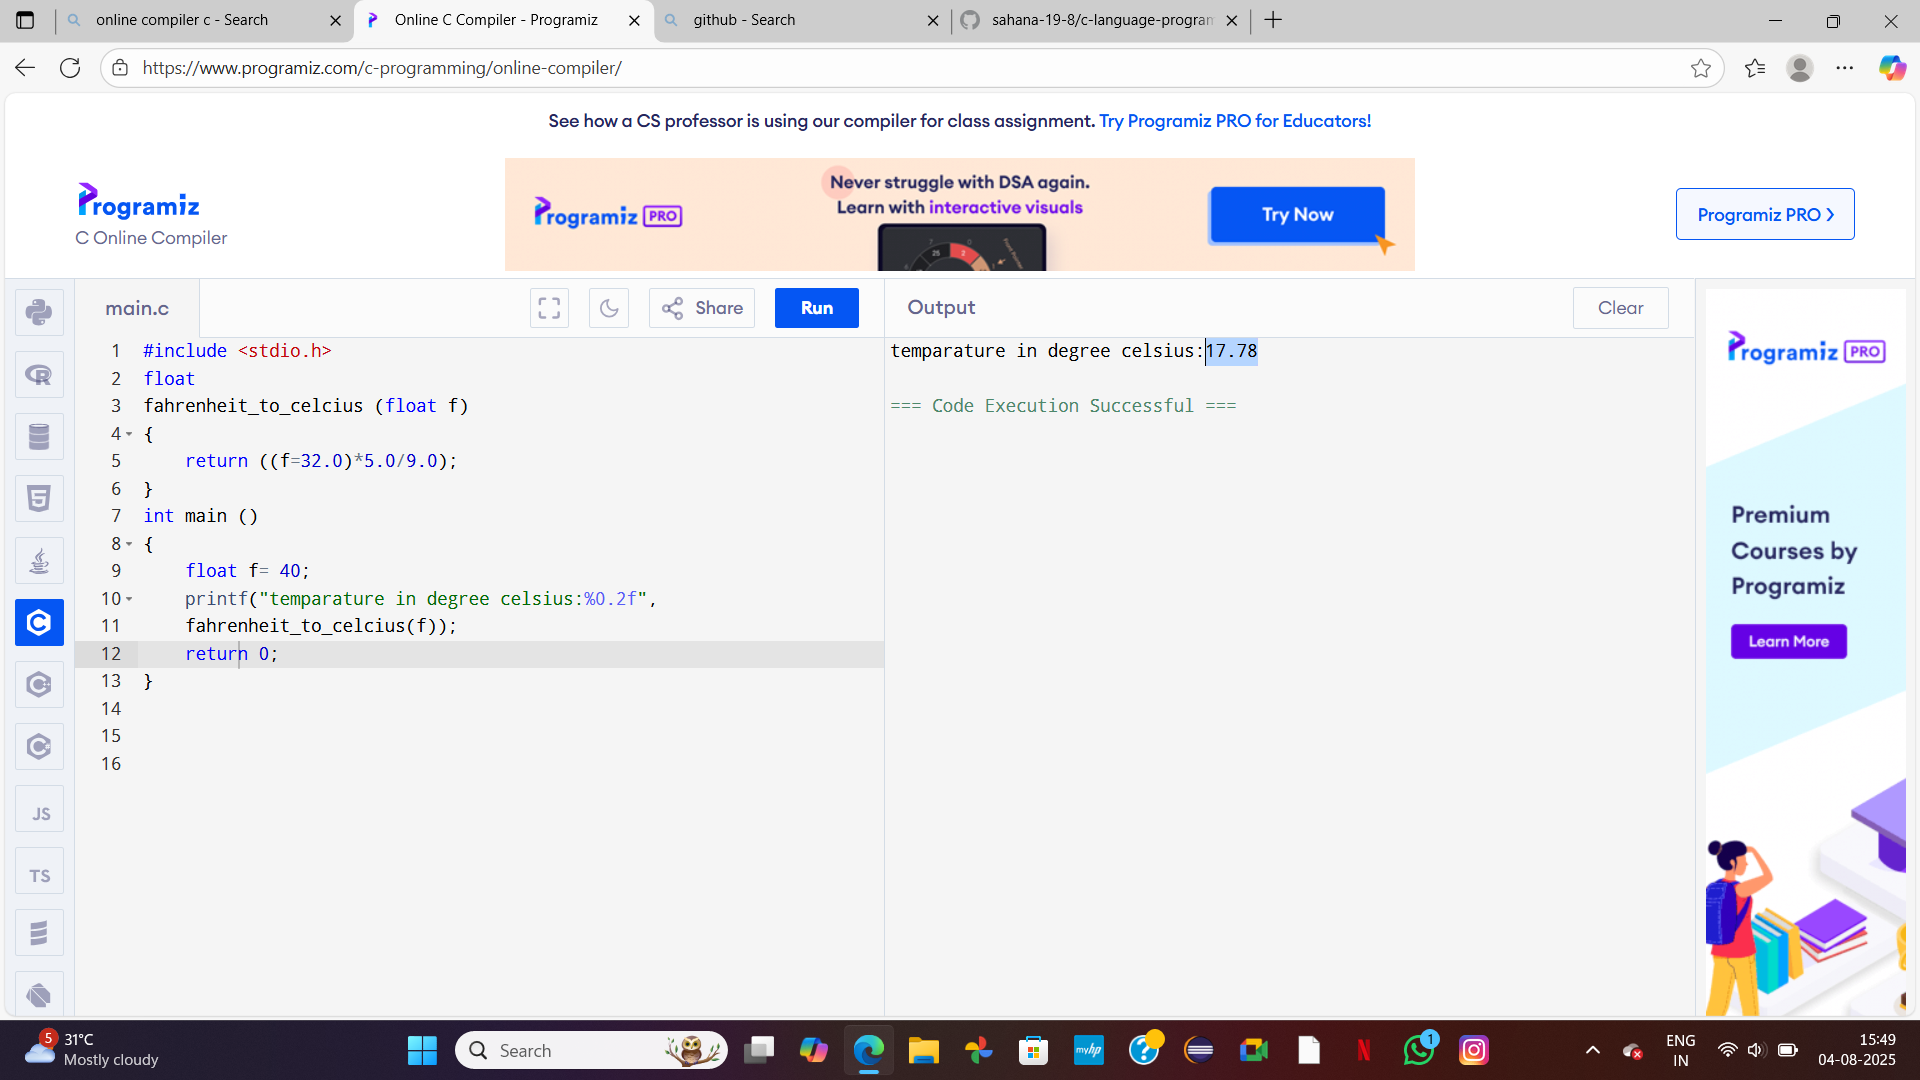 online compiler c - Search
Online C Compiler - Programiz
github - Search
sahana-19-8/c-language-program
https://www.programiz.com/c-programming/online-compiler/
See how a CS professor is using our compiler for class assignment. Try Programiz PRO for Educators!
Programiz
C Online Compiler
Programiz PRO
Never struggle with DSA again.
Learn with interactive visuals
Try Now
Programiz PRO ❯
main.c
Share
Run
Output
Clear
1 #include <stdio.h>
2 float
3 fahrenheit_to_celcius (float f)
4 {
5 return ((f=32.0)*5.0/9.0);
6 }
7 int main ()
8 {
9 float f= 40;
10 printf("temparature in degree celsius:%0.2f",
11 fahrenheit_to_celcius(f));
12 return 0;
13 }
14
15
16
temparature in degree celsius:17.78
=== Code Execution Successful ===
JS
TS
Programiz PRO
Premium
Courses by
Programiz
Learn More
5
31°C
Mostly cloudy
Search
myhp
1
ENG
IN
15:49
04-08-2025